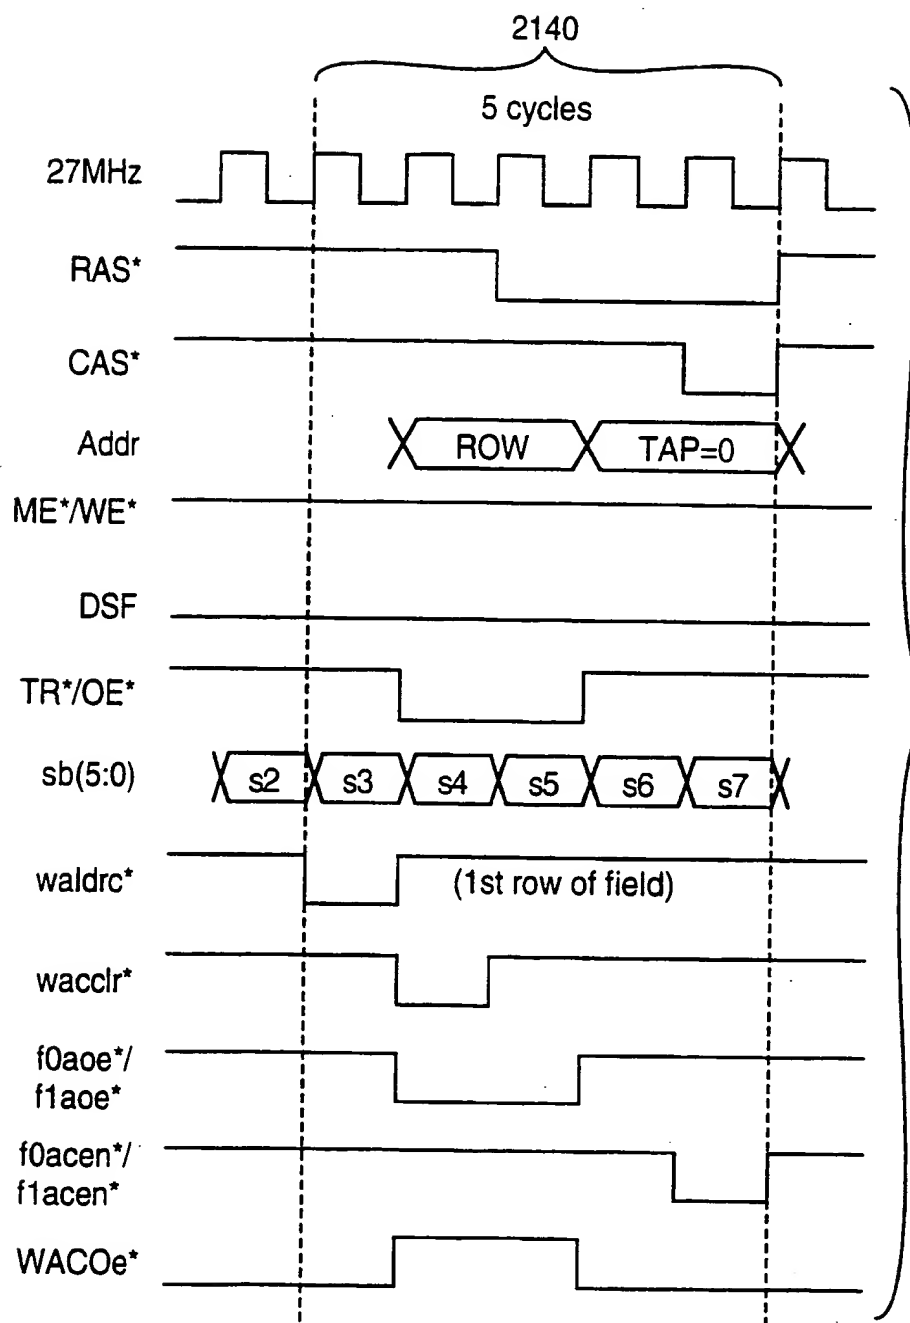 2140
5 cycles
27MHz
RAS*
CAS*
Addr
ROW
TAP=0
ME*/WE*
DSF
TR*/OE*
sb(5:0)
s2
s3
s4
s5
s6
s7
waldrc*
(1st row of field)
wacclr*
f0aoe*/
f1aoe*
f0acen*/
f1acen*
WACOe*